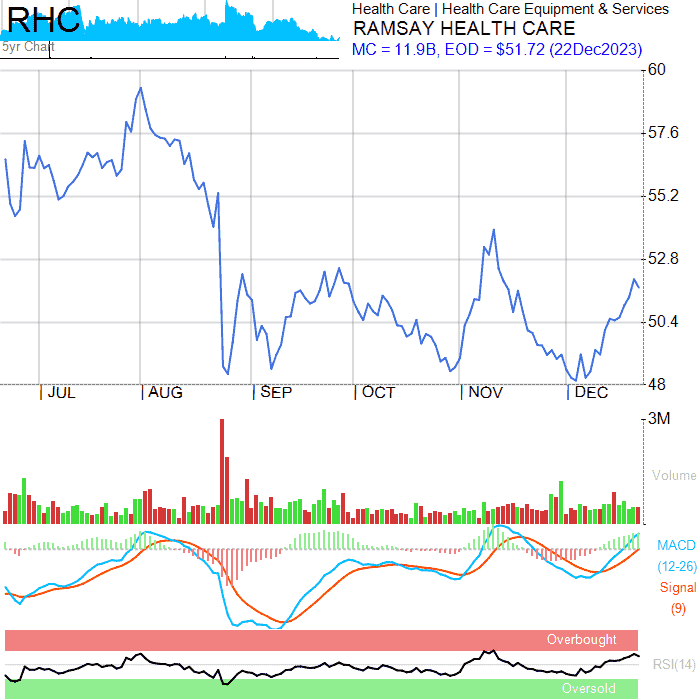 RHC
5yr Chart
Health Care | Health Care Equipment & Services
RAMSAY HEALTH CARE
MC = 11.9B, EOD = $51.72 (22Dec2023)
60
57.6
55.2
52.8
50.4
48
| JUL | AUG | SEP | OCT | NOV | DEC
3M
Volume
MACD
(12-26)
Signal
(9)
Overbought
RSI(14)
Oversold